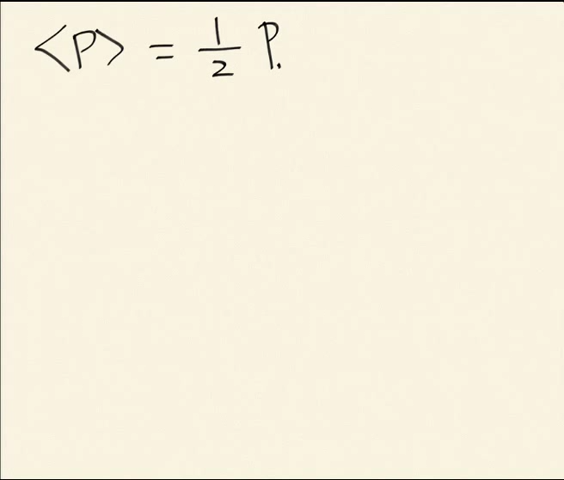 <P> = 1/2 P.